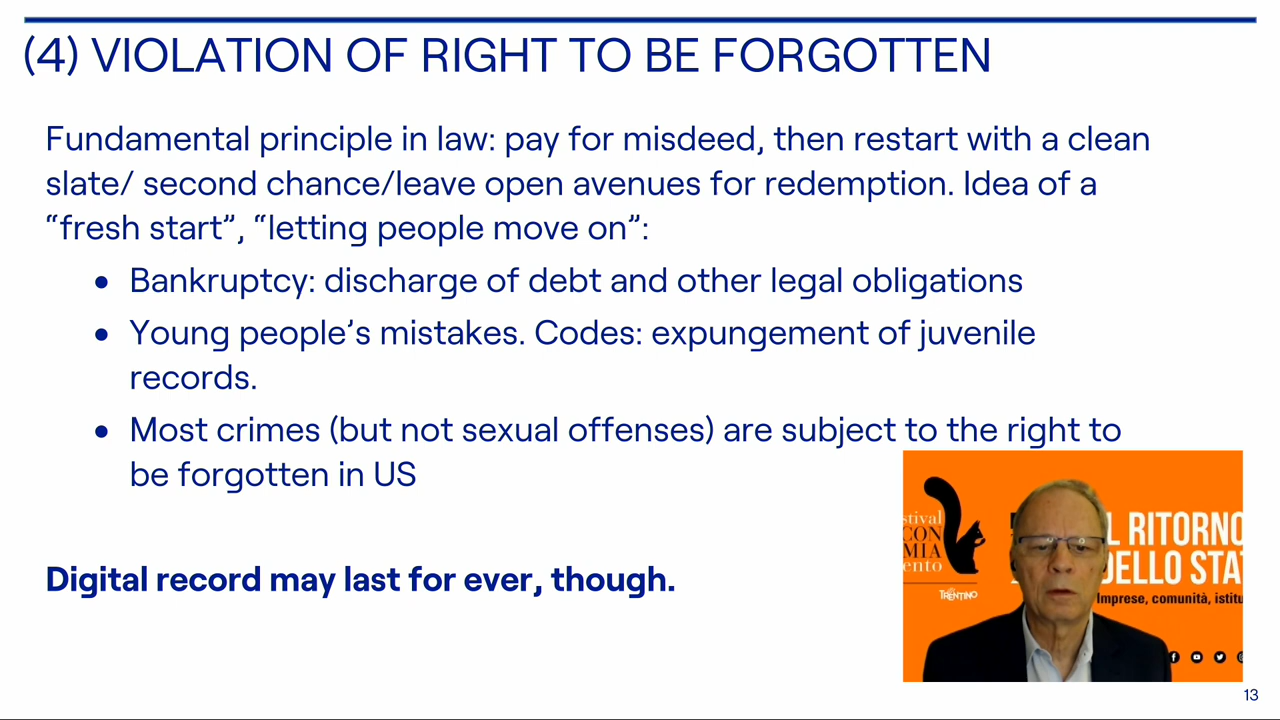 (4) VIOLATION OF RIGHT TO BE FORGOTTEN
Fundamental principle in law: pay for misdeed, then restart with a clean
slate/ second chance/leave open avenues for redemption. Idea of a
“fresh start”, “letting people move on”:
• Bankruptcy: discharge of debt and other legal obligations
• Young people’s mistakes. Codes: expungement of juvenile
records.
• Most crimes (but not sexual offenses) are subject to the right to
be forgotten in US
Digital record may last for ever, though.
stival
CON
MIA
ento
TRENTINO
L RITORNO
DELLO STA
Imprese, comunità, istitu
13